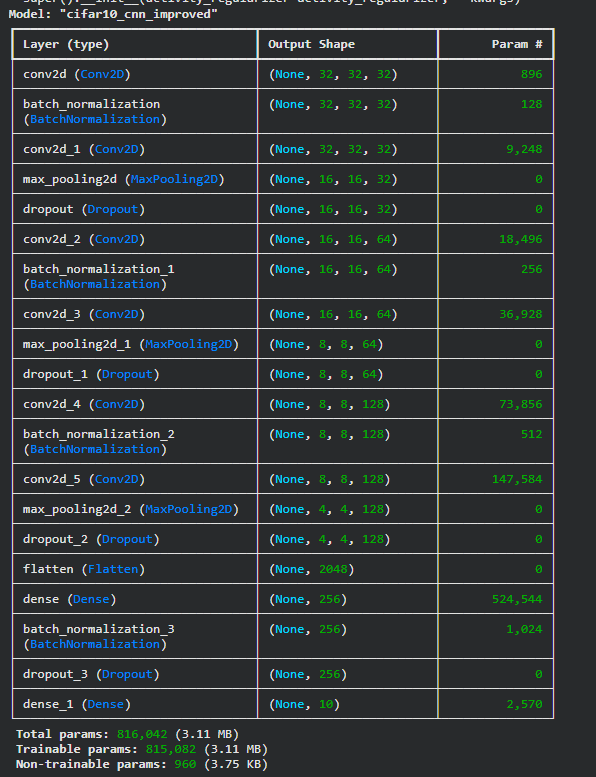 super().__init__(activity_regularizer=activity_regularizer, **kwargs)
Model: "cifar10_cnn_improved"
Layer (type) Output Shape Param #
conv2d (Conv2D) (None, 32, 32, 32) 896
batch_normalization (None, 32, 32, 32) 128
(BatchNormalization)
conv2d_1 (Conv2D) (None, 32, 32, 32) 9,248
max_pooling2d (MaxPooling2D) (None, 16, 16, 32) 0
dropout (Dropout) (None, 16, 16, 32) 0
conv2d_2 (Conv2D) (None, 16, 16, 64) 18,496
batch_normalization_1 (None, 16, 16, 64) 256
(BatchNormalization)
conv2d_3 (Conv2D) (None, 16, 16, 64) 36,928
max_pooling2d_1 (MaxPooling2D) (None, 8, 8, 64) 0
dropout_1 (Dropout) (None, 8, 8, 64) 0
conv2d_4 (Conv2D) (None, 8, 8, 128) 73,856
batch_normalization_2 (None, 8, 8, 128) 512
(BatchNormalization)
conv2d_5 (Conv2D) (None, 8, 8, 128) 147,584
max_pooling2d_2 (MaxPooling2D) (None, 4, 4, 128) 0
dropout_2 (Dropout) (None, 4, 4, 128) 0
flatten (Flatten) (None, 2048) 0
dense (Dense) (None, 256) 524,544
batch_normalization_3 (None, 256) 1,024
(BatchNormalization)
dropout_3 (Dropout) (None, 256) 0
dense_1 (Dense) (None, 10) 2,570
Total params: 816,042 (3.11 MB)
Trainable params: 815,082 (3.11 MB)
Non-trainable params: 960 (3.75 KB)